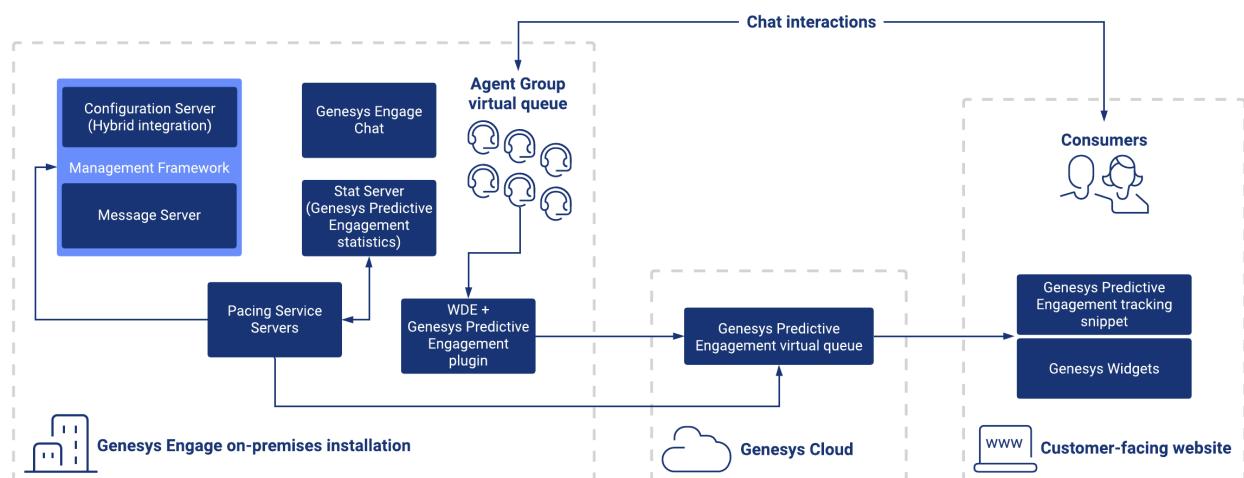 Chat interactions
Configuration Server
(Hybrid integration)
Management Framework
Message Server
Genesys Engage
Chat
Stat Server
(Genesys Predictive
Engagement
statistics)
Agent Group
virtual queue
Consumers
Pacing Service
Servers
WDE +
Genesys Predictive
Engagement
plugin
Genesys Predictive
Engagement virtual queue
Genesys Predictive
Engagement tracking
snippet
Genesys Widgets
Genesys Engage on-premises installation
Genesys Cloud
www
Customer-facing website